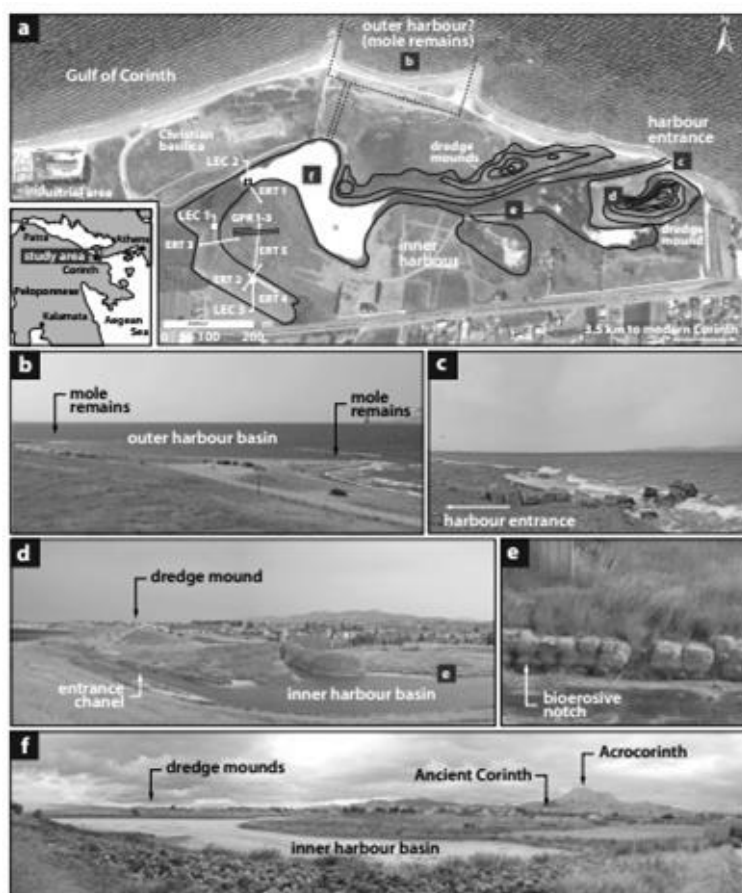 a
outer harbour?
(mole remains)
b
Gulf of Corinth
harbour
entrance
Christian
basilica
dredge
mounds
c
LEC 2
f
d
industrial area
ERT 1
LEC 1
GPR 1-3
e
dredge
mound
ERT 3
ERT 5
inner
harbour
Patra
Athens
study area
Corinth
ERT 2
Peloponnese
ERT 4
Aegean
Sea
LEC 3
Kalamata
0 50 100 200
3.5 km to modern Corinth
b
mole
remains
mole
remains
outer harbour basin
c
harbour entrance
d
dredge mound
e
entrance
chanel
inner harbour basin
e
bioerosive
notch
f
Acrocorinth
dredge mounds
Ancient Corinth
inner harbour basin